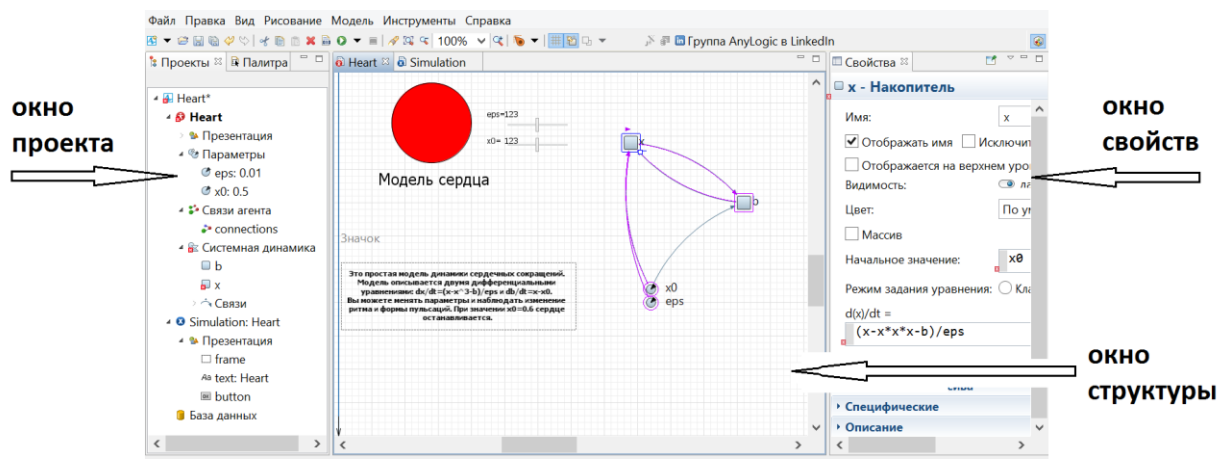 Файл Правка Вид Рисование Модель Инструменты Справка
100%
Группа AnyLogic в LinkedIn
Проекты
Палитра
Heart
Simulation
Свойства
окно
проекта
Heart*
Heart
Презентация
Параметры
eps: 0.01
x0: 0.5
Связи агента
connections
Системная динамика
b
x
Связи
Simulation: Heart
Презентация
frame
Aa text: Heart
button
База данных
eps=123
x0= 123
Модель сердца
x
b
Значок
x0
eps
Это простая модель динамики сердечных сокращений.
Модель описывается двумя дифференциальными
уравнениями: dx/dt=(x-x^3-b)/eps и db/dt=x-x0.
Вы можете менять параметры и наблюдать изменение
ритма и формы пульсаций. При значении x0=0.6 сердце
останавливается.
x - Накопитель
Имя:
x
Отображать имя
Исключит
Отображается на верхнем уро
Видимость:
Цвет:
По у
Массив
Начальное значение:
x0
Режим задания уравнения:
Кла
d(x)/dt =
(x-x*x*x-b)/eps
Специфические
Описание
окно
свойств
окно
структуры